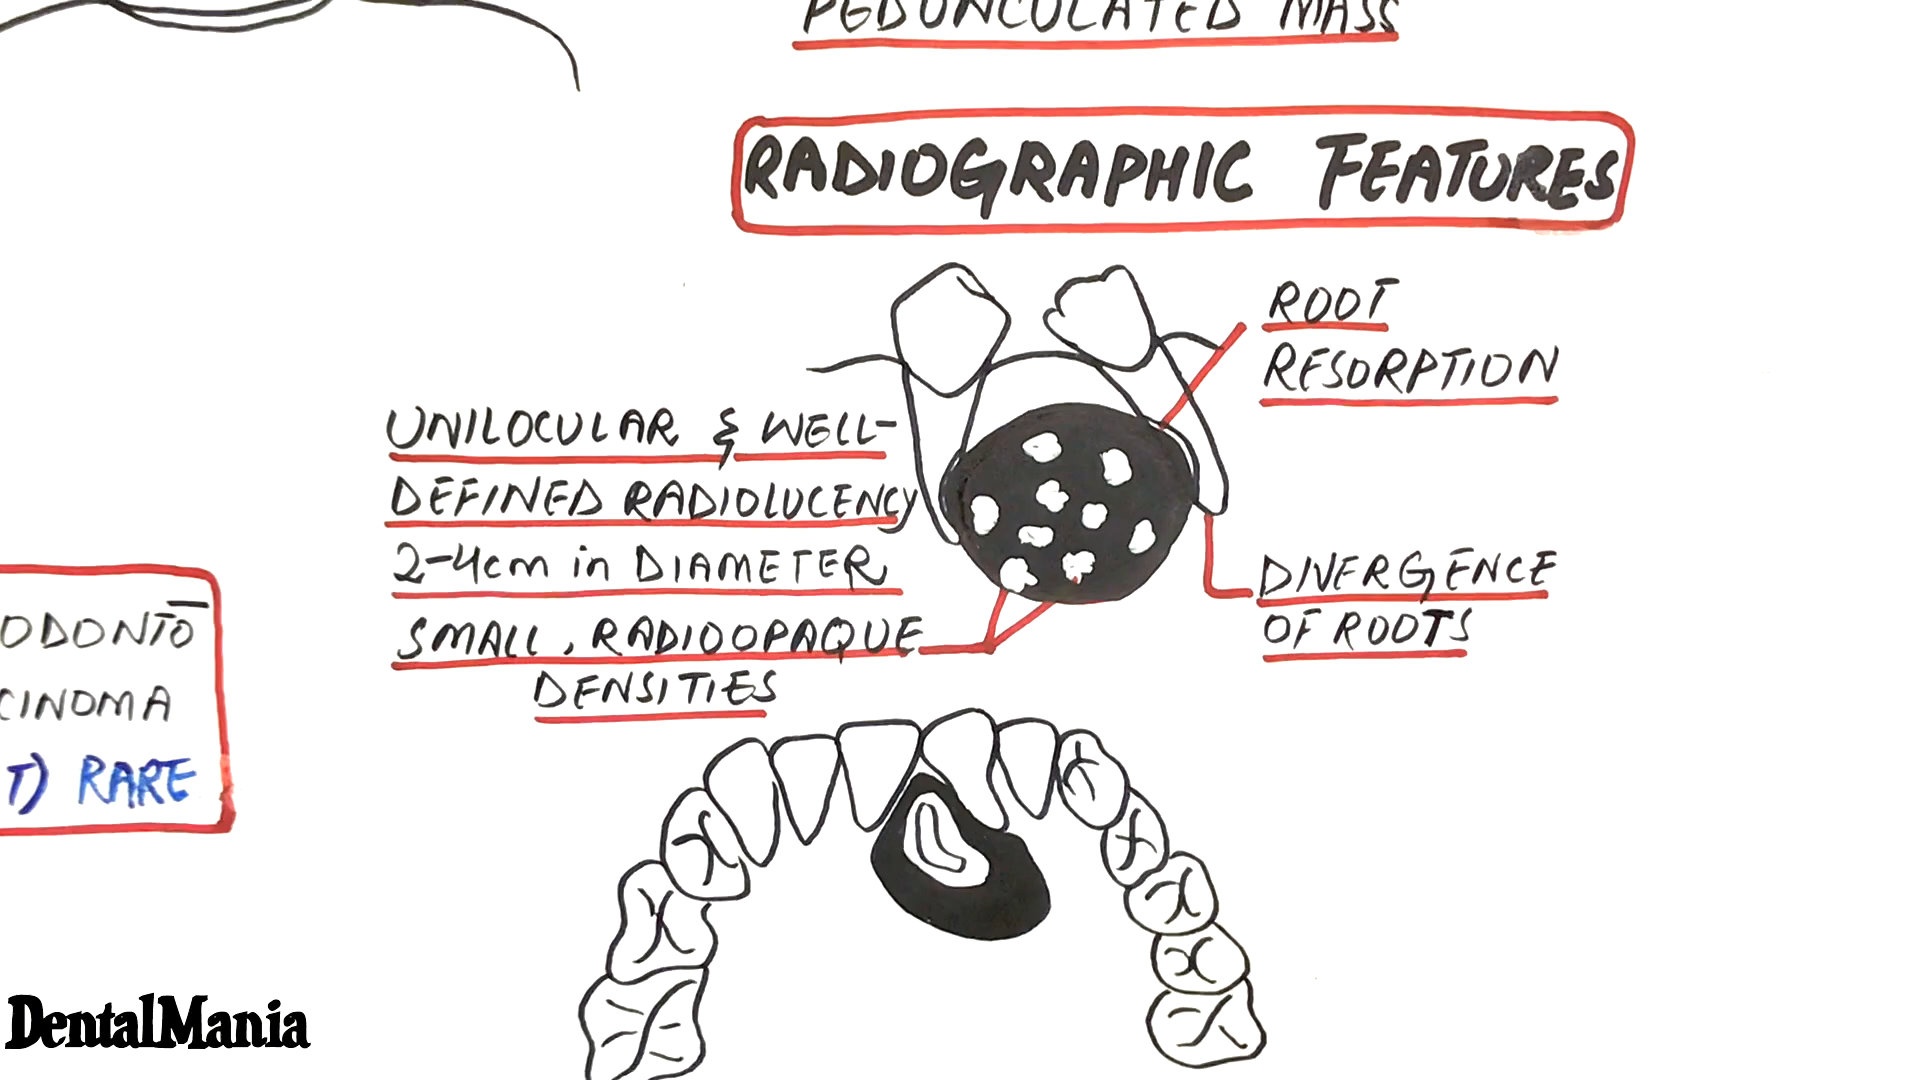 PEDUNCULATED MASS
RADIOGRAPHIC FEATURES
ROOT
RESORPTION
UNILOCULAR & WELL-
DEFINED RADIOLUCENCY
2-4cm in DIAMETER
SMALL, RADIOOPAQUE
DENSITIES
DIVERGENCE
OF ROOTS
ODONTO
CINOMA
T) RARE
DentalMania